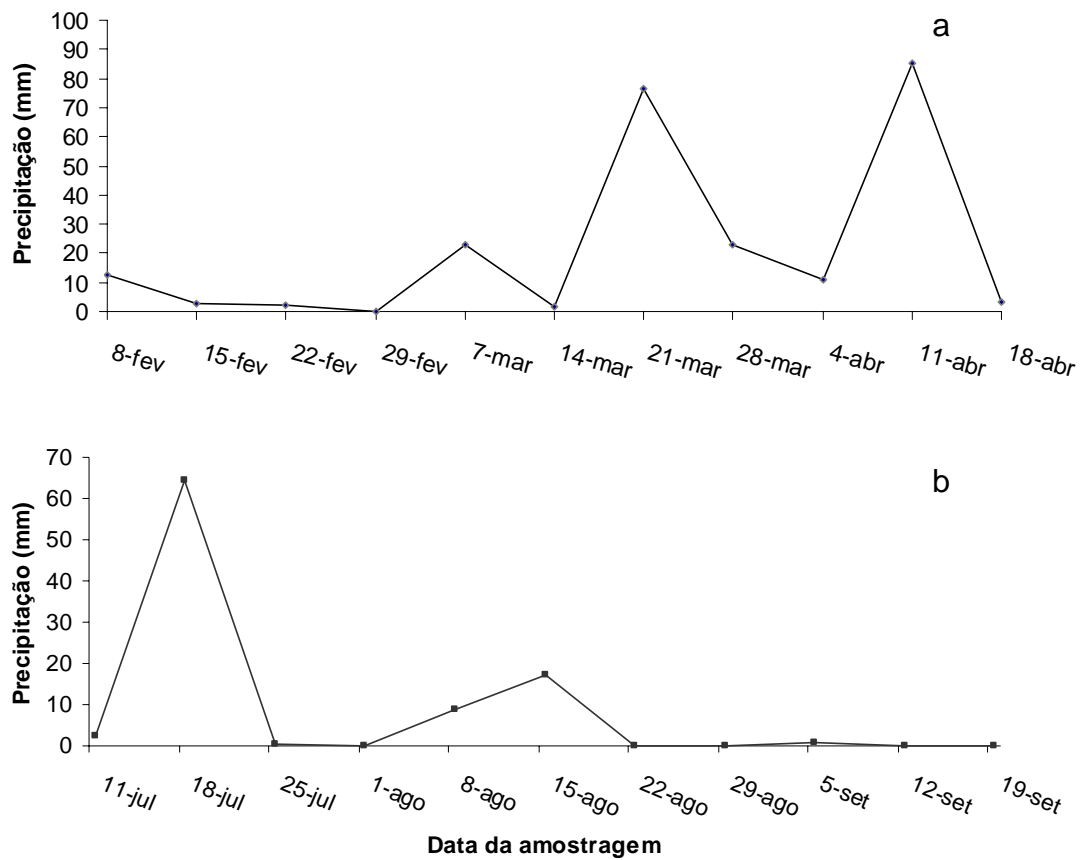 a
Precipitação (mm)
100
90
80
70
60
50
40
30
20
10
0
8-fev
15-fev
22-fev
29-fev
7-mar
14-mar
21-mar
28-mar
4-abr
11-abr
18-abr
b
Precipitação (mm)
70
60
50
40
30
20
10
0
11-jul
18-jul
25-jul
1-ago
8-ago
15-ago
22-ago
29-ago
5-set
12-set
19-set
Data da amostragem